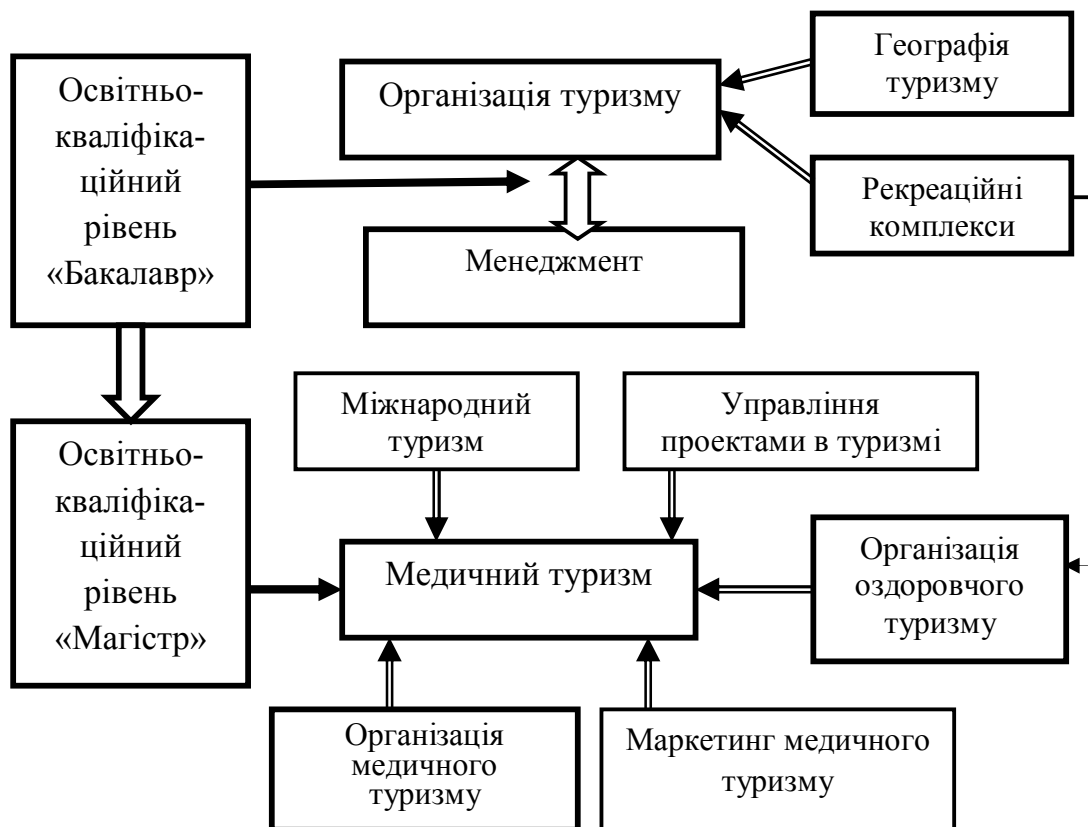 Освітньо-
кваліфіка-
ційний
рівень
«Бакалавр»
Організація туризму
Географія
туризму
Рекреаційні
комплекси
Менеджмент
Міжнародний
туризм
Управління
проектами в туризмі
Освітньо-
кваліфіка-
ційний
рівень
«Магістр»
Медичний туризм
Організація
оздоровчого
туризму
Організація
медичного
туризму
Маркетинг медичного
туризму